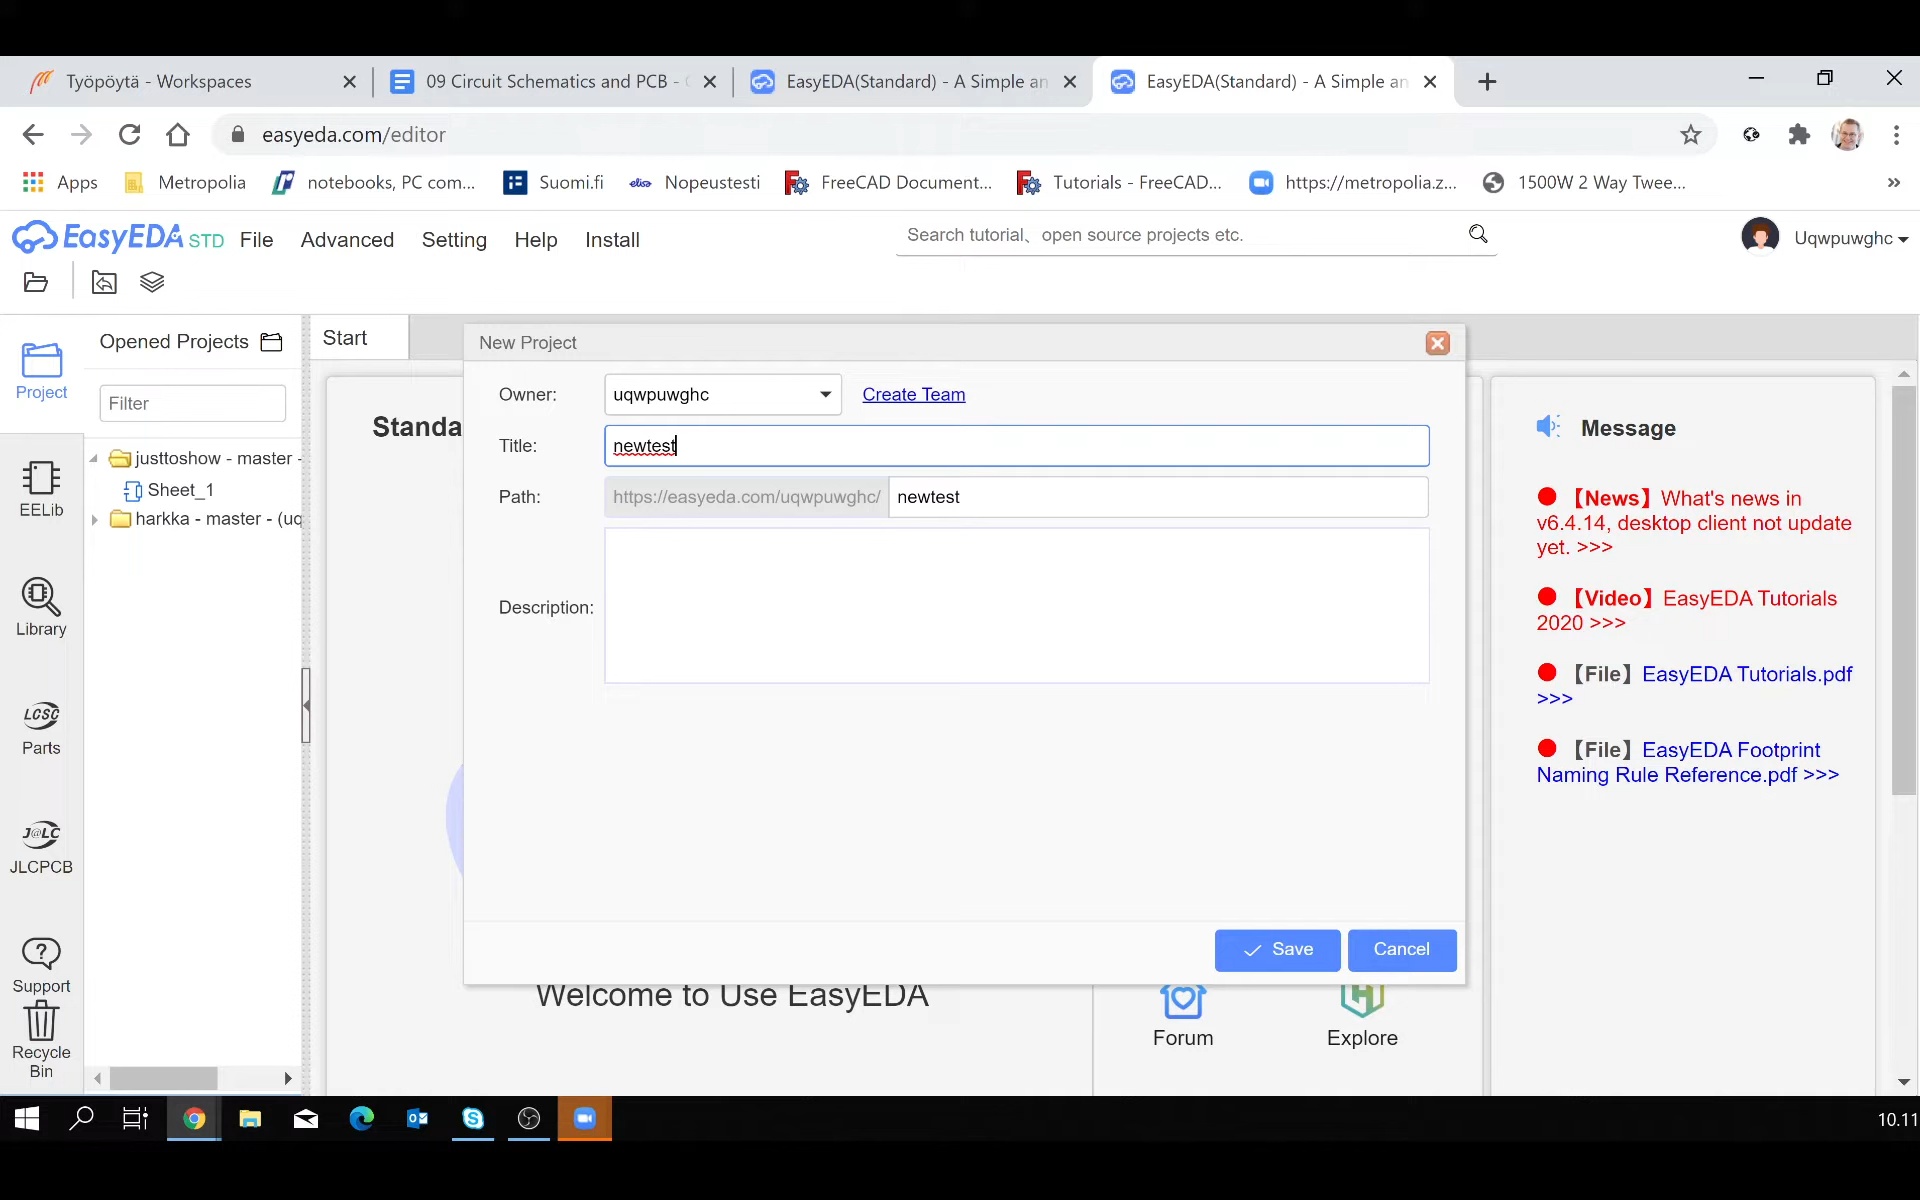 Työpöytä - Workspaces
09 Circuit Schematics and PCB -
EasyEDA(Standard) - A Simple an
EasyEDA(Standard) - A Simple an
easyeda.com/editor
Apps
Metropolia
notebooks, PC com...
Suomi.fi
elisa
Nopeustesti
FreeCAD Document...
Tutorials - FreeCAD...
https://metropolia.z...
1500W 2 Way Twee...
»
EasyEDA STD
File
Advanced
Setting
Help
Install
Search tutorial、open source projects etc.
Uqwpuwghc
Project
EELib
Library
LCSC
Parts
J@LC
JLCPCB
Support
Recycle
Bin
Opened Projects
Filter
justtoshow - master -
Sheet_1
harkka - master - (uq
Start
Standa
New Project
Owner:
uqwpuwghc
Create Team
Title:
newtest
Path:
https://easyeda.com/uqwpuwghc/
newtest
Description:
Save
Cancel
Welcome to Use EasyEDA
Forum
Explore
Message
【News】What's news in
v6.4.14, desktop client not update
yet. >>>
【Video】EasyEDA Tutorials
2020 >>>
【File】EasyEDA Tutorials.pdf
>>>
【File】EasyEDA Footprint
Naming Rule Reference.pdf >>>
10.11